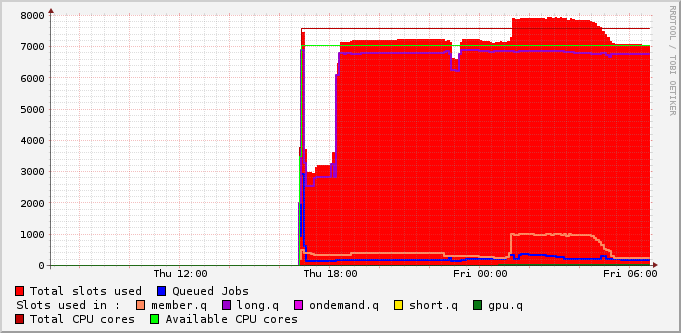 8000
7000
6000
5000
4000
3000
2000
1000
0
Thu 12:00 Thu 18:00 Fri 00:00 Fri 06:00
RRDTOOL / TOBI OETIKER
Total slots used Queued Jobs
Slots used in : member.q long.q ondemand.q short.q gpu.q
Total CPU cores Available CPU cores